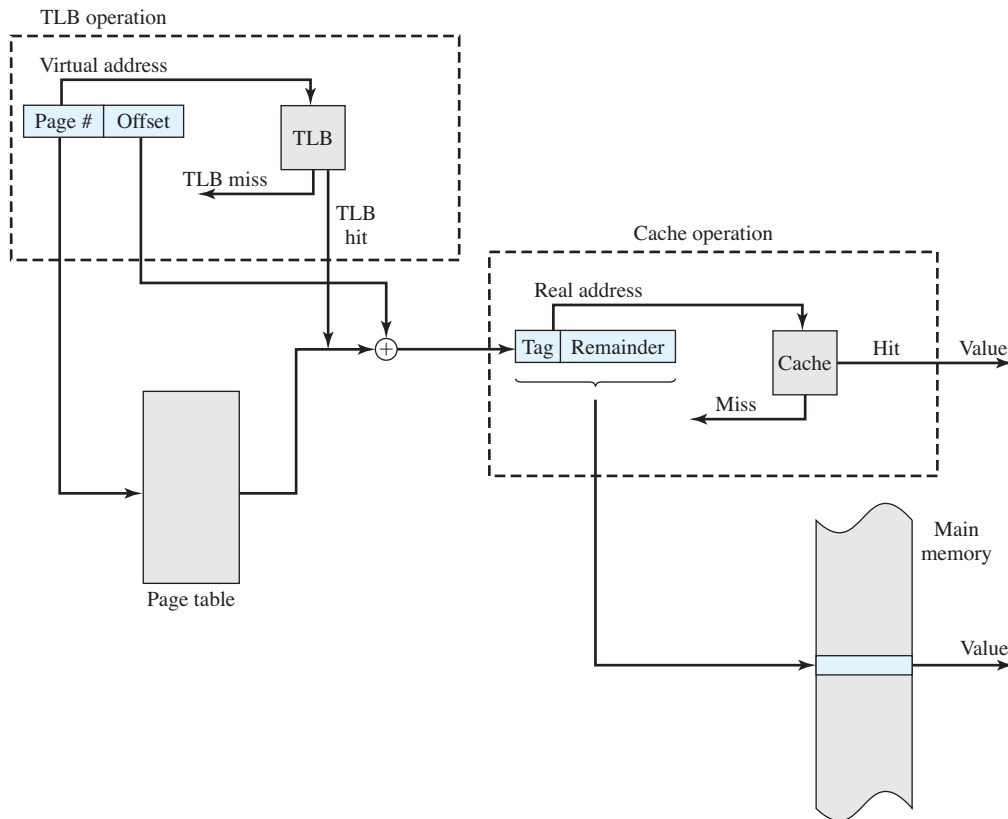 TLB operation
Virtual address
Page # Offset
TLB
TLB miss
TLB
hit
Cache operation
Real address
Tag Remainder
+
Cache
Hit
Value
Miss
Page table
Main
memory
Value